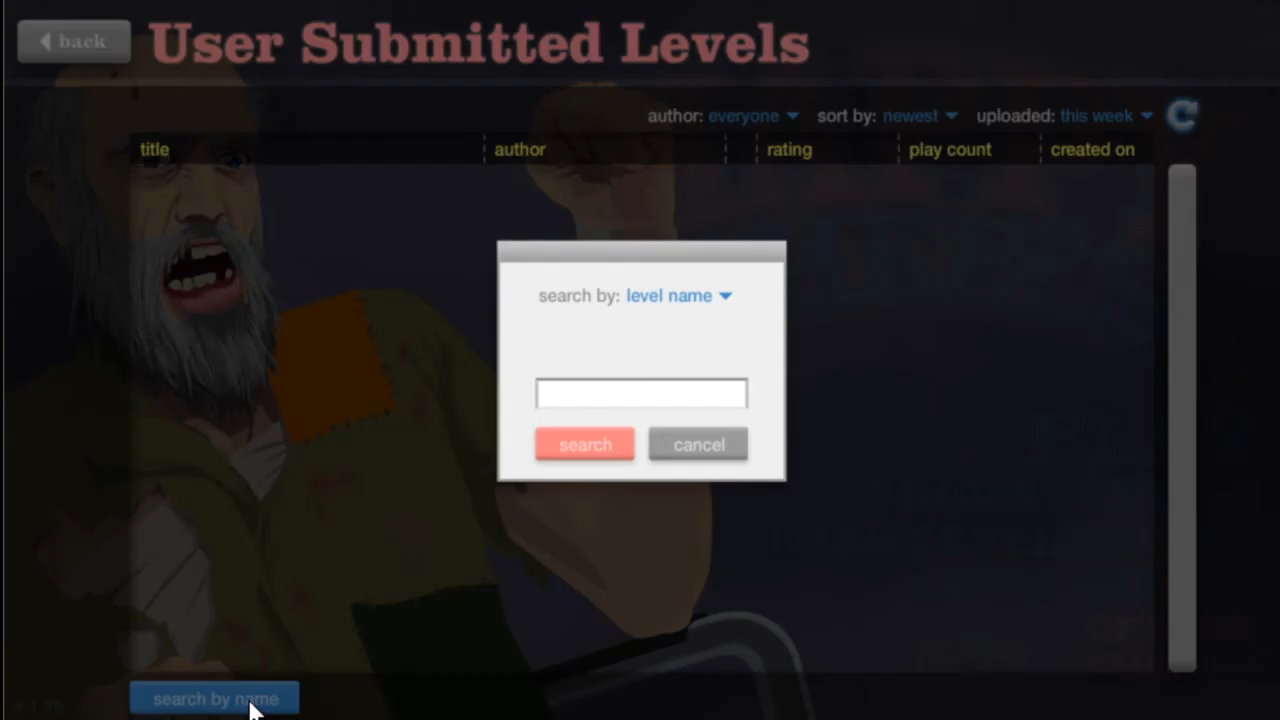 back
User Submitted Levels
author: everyone sort by: newest uploaded: this week
title author rating play count created on
search by: level name
search cancel
search by name